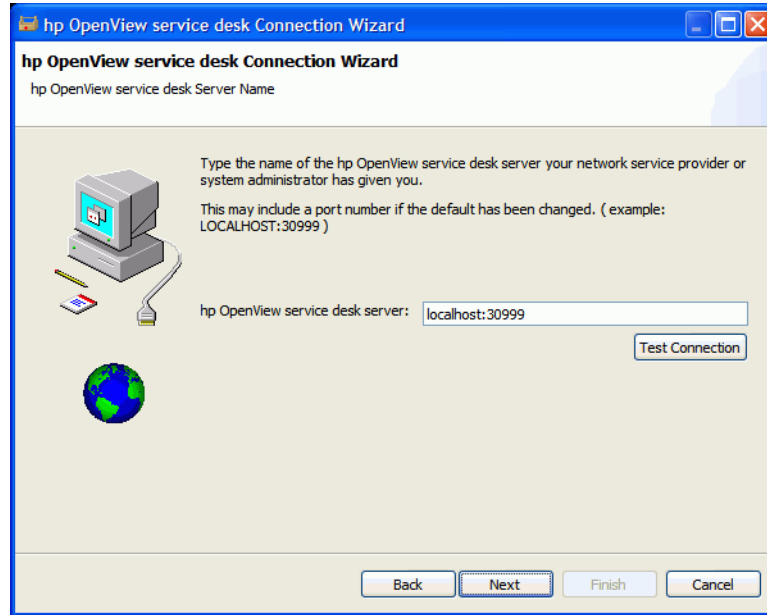 hp OpenView service desk Connection Wizard
hp OpenView service desk Connection Wizard
hp OpenView service desk Server Name
Type the name of the hp OpenView service desk server your network service provider or
system administrator has given you.
This may include a port number if the default has been changed. ( example:
LOCALHOST:30999 )
hp OpenView service desk server: localhost:30999
Test Connection
Back Next Finish Cancel